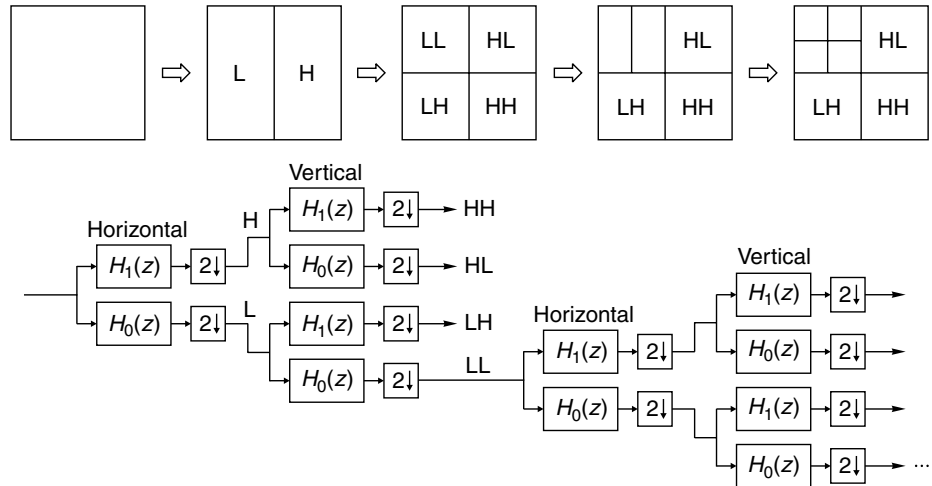 L H
LL HL
LH HH
HL
LH HH
HL
LH HH
Vertical
H₁(z) 2↓ HH
H
Horizontal
H₁(z) 2↓
H₀(z) 2↓ HL
H₀(z) 2↓
L
H₁(z) 2↓ LH
H₀(z) 2↓ LL
Horizontal
H₁(z) 2↓
H₀(z) 2↓
Vertical
H₁(z) 2↓
H₀(z) 2↓
H₁(z) 2↓
H₀(z) 2↓ ...